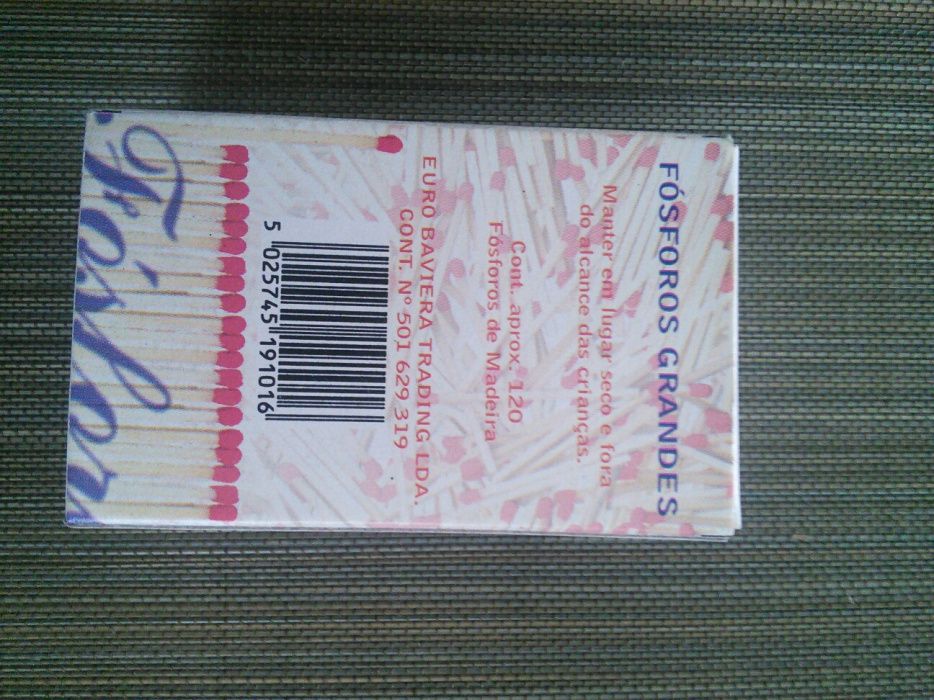 FÓSFOROS GRANDES
Manter em lugar seco e fora
do alcance das crianças.
Cont. aprox. 120
Fósforos de Madeira
EURO BAVIERA TRADING LDA.
CONT. Nº 501 629 319
5 025745 191016